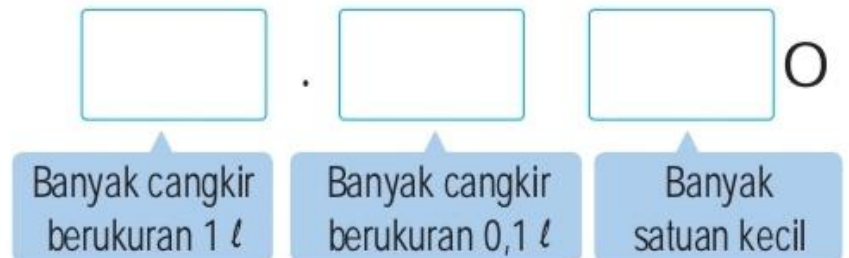 . O
Banyak cangkir
berukuran 1 ℓ
Banyak cangkir
berukuran 0,1 ℓ
Banyak
satuan kecil